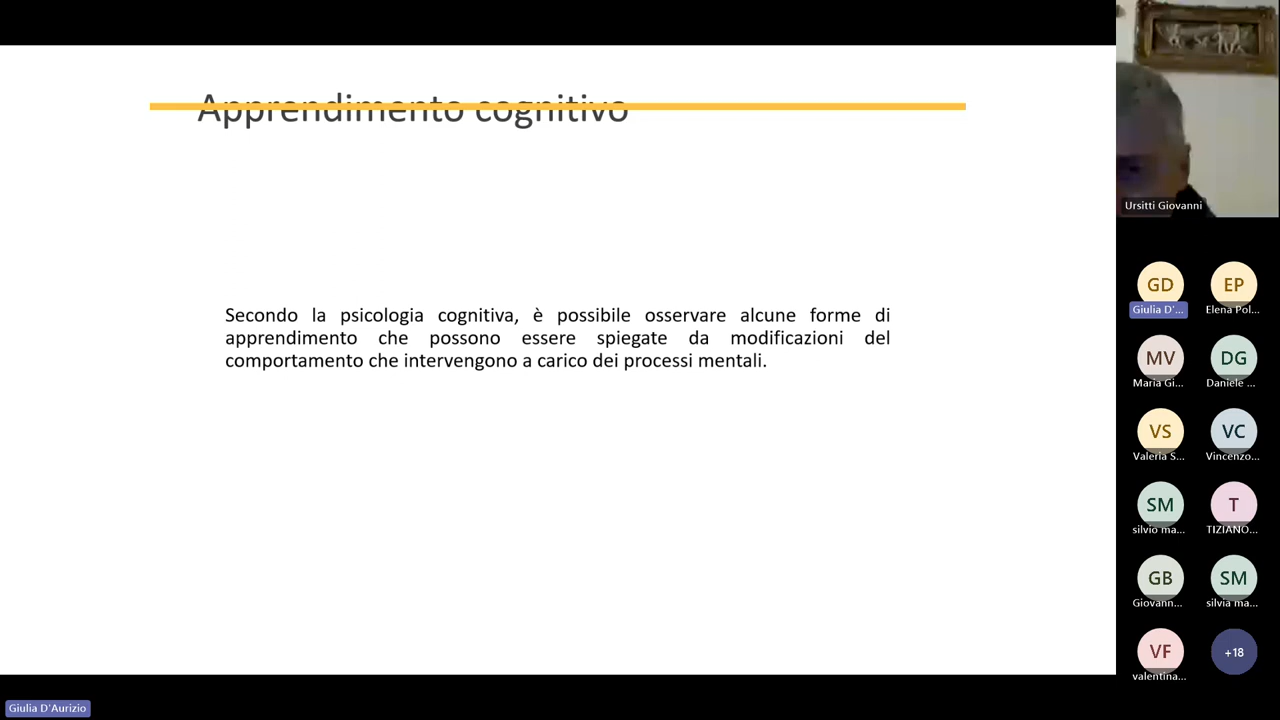 Apprendimento cognitivo
Secondo la psicologia cognitiva, è possibile osservare alcune forme di
apprendimento che possono essere spiegate da modificazioni del
comportamento che intervengono a carico dei processi mentali.
Ursitti Giovanni
GD
EP
Giulia D'...
Elena Pol...
MV
DG
Maria Gi...
Daniele ...
VS
VC
Valeria S...
Vincenzo...
SM
T
silvio ma...
TIZIANO...
GB
SM
Giovann...
silvia ma...
VF
+18
valentina...
Giulia D'Aurizio